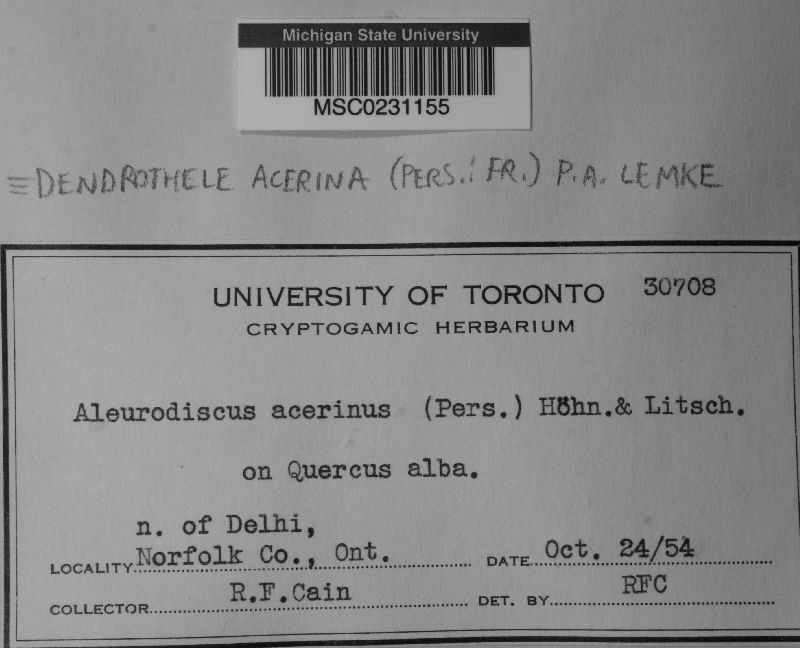 Michigan State University
MSC0231155
≡DENDROTHELE ACERINA (PERS.: FR.) P.A. LEMKE
UNIVERSITY OF TORONTO 30708
CRYPTOGAMIC HERBARIUM
Aleurodiscus acerinus (Pers.) Höhn.& Litsch.
on Quercus alba.
n. of Delhi,
LOCALITY Norfolk Co., Ont. DATE Oct. 24/54
COLLECTOR R.F.Cain DET. BY RFC